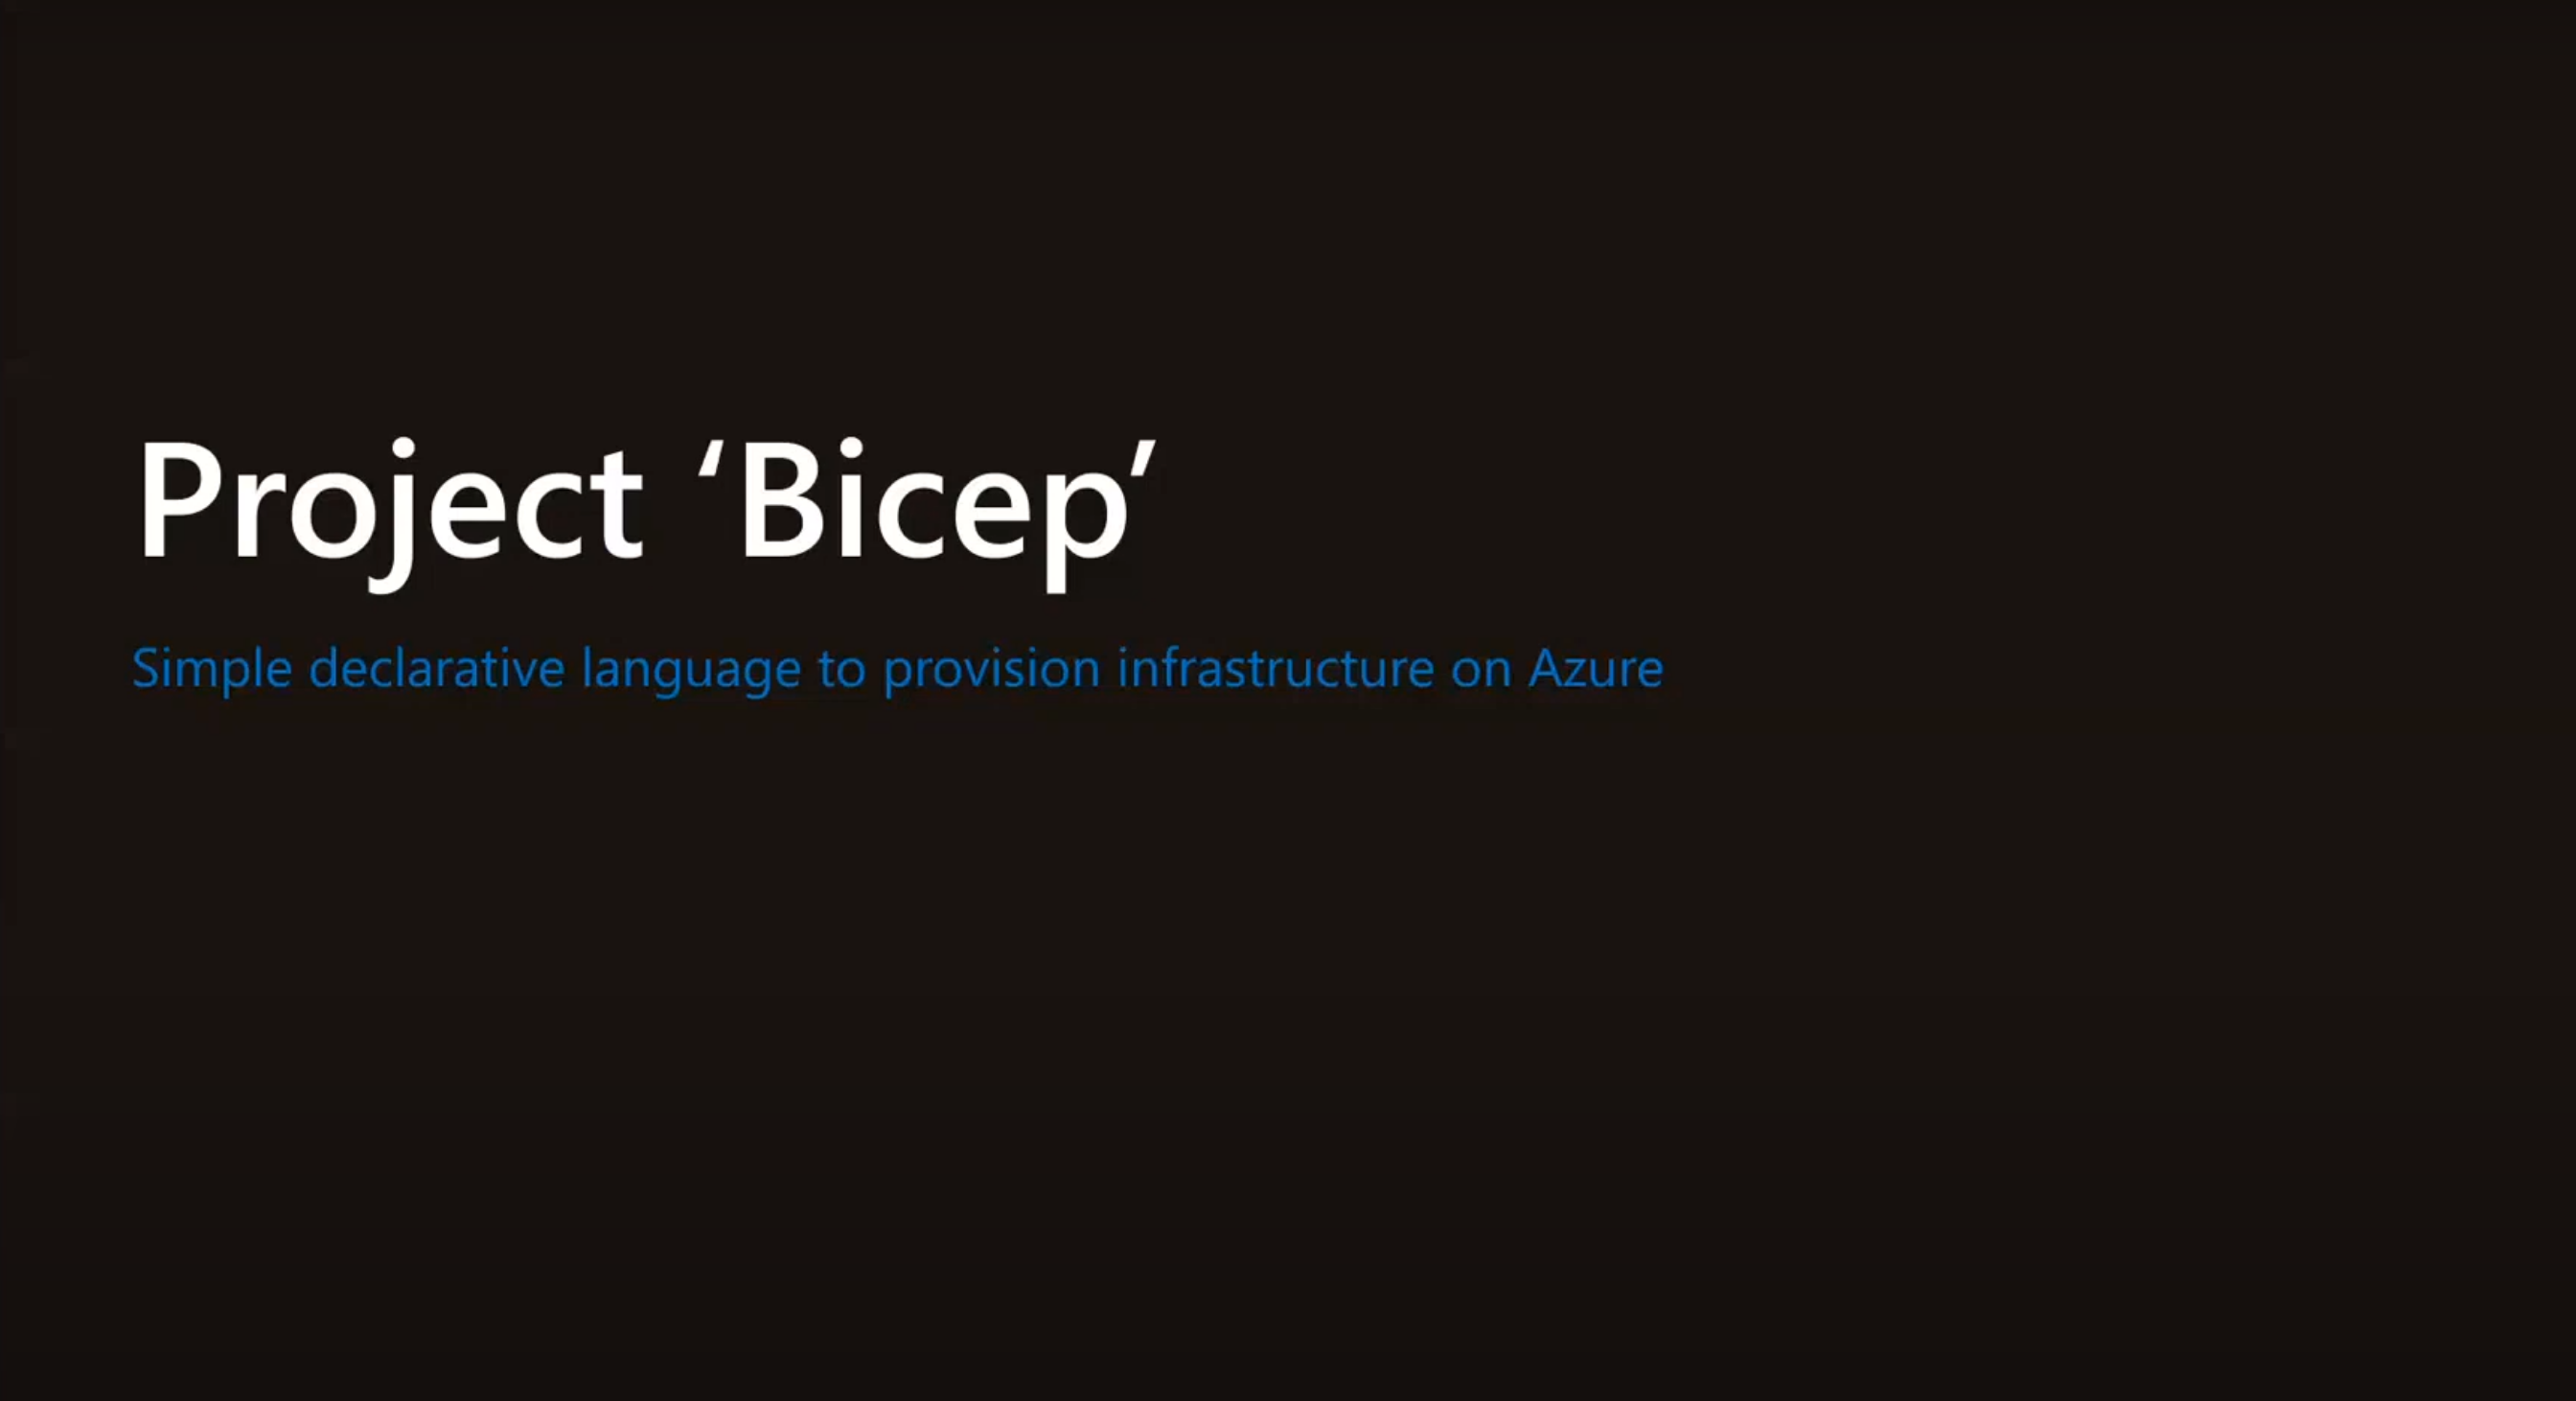 Project ‘Bicep’
Simple declarative language to provision infrastructure on Azure